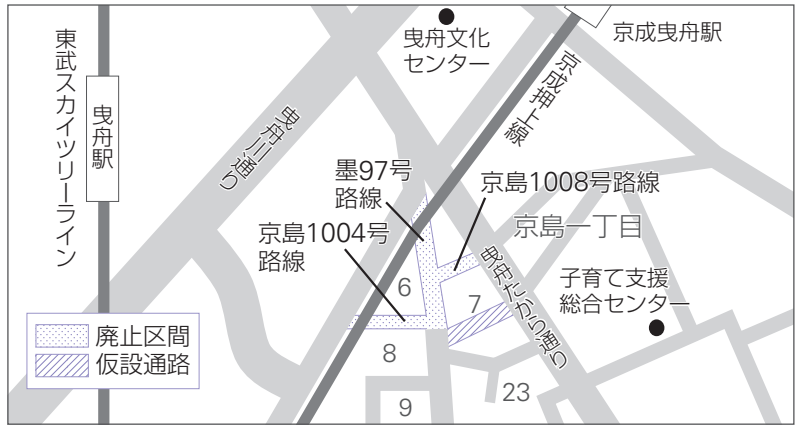 東武スカイツリーライン
曳舟駅
曳舟川通り
曳舟文化
センター
京成押上線
京成曳舟駅
墨97号
路線
京島1008号路線
京島1004号
路線
京島一丁目
曳舟たから通り
子育て支援
総合センター
6
7
8
9
23
廃止区間
仮設通路